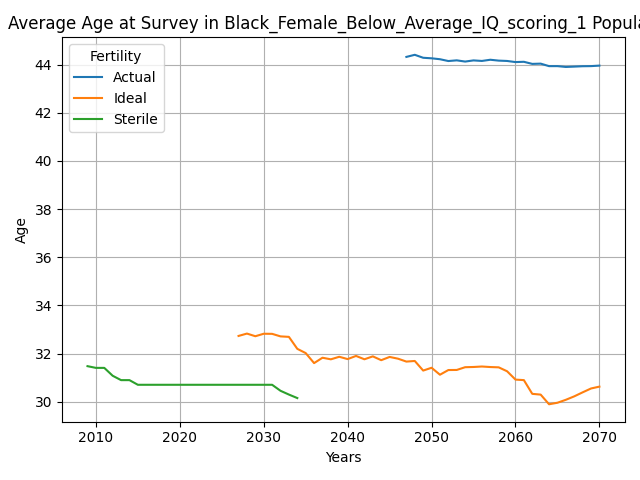 Average Age at Survey in Black_Female_Below_Average_IQ_scoring_1 Popula
Fertility
Actual
Ideal
Sterile
44
42
40
38
36
34
32
30
Age
2010 2020 2030 2040 2050 2060 2070
Years